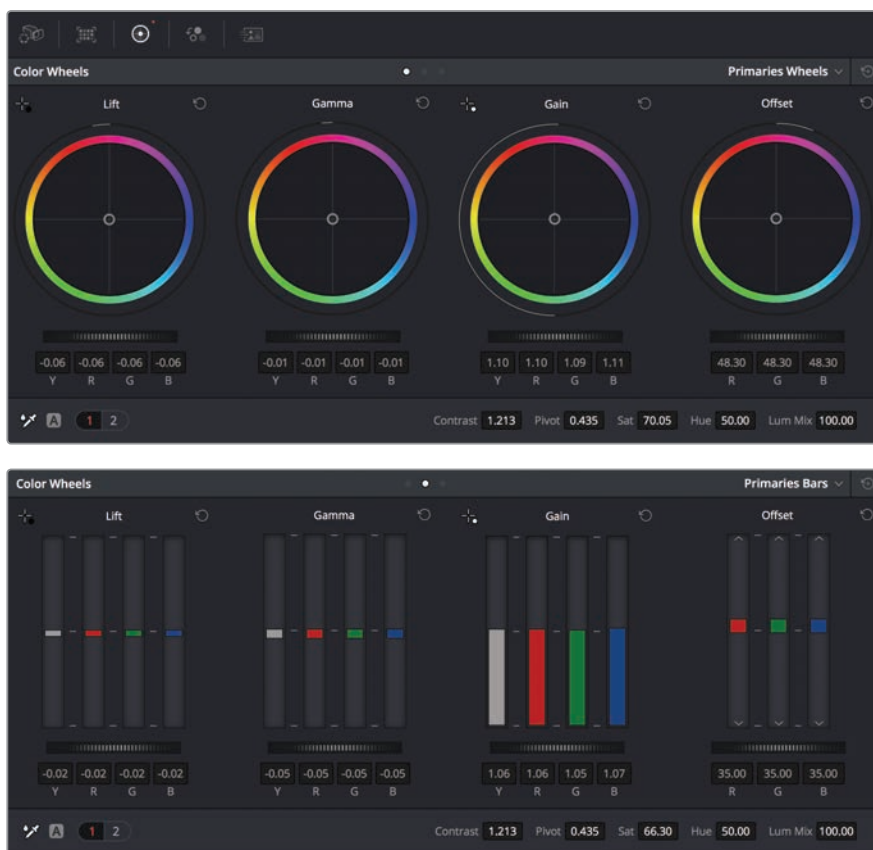 Color Wheels Primaries Wheels
Lift Gamma Gain Offset
-0.06 -0.06 -0.06 -0.06 -0.01 -0.01 -0.01 -0.01 1.10 1.10 1.09 1.11 48.30 48.30 48.30
Y R G B Y R G B Y R G B R G B
A 1 2 Contrast 1.213 Pivot 0.435 Sat 70.05 Hue 50.00 Lum Mix 100.00
Color Wheels Primaries Bars
Lift Gamma Gain Offset
-0.02 -0.02 -0.02 -0.02 -0.05 -0.05 -0.05 -0.05 1.06 1.06 1.05 1.07 35.00 35.00 35.00
Y R G B Y R G B Y R G B R G B
A 1 2 Contrast 1.213 Pivot 0.435 Sat 66.30 Hue 50.00 Lum Mix 100.00